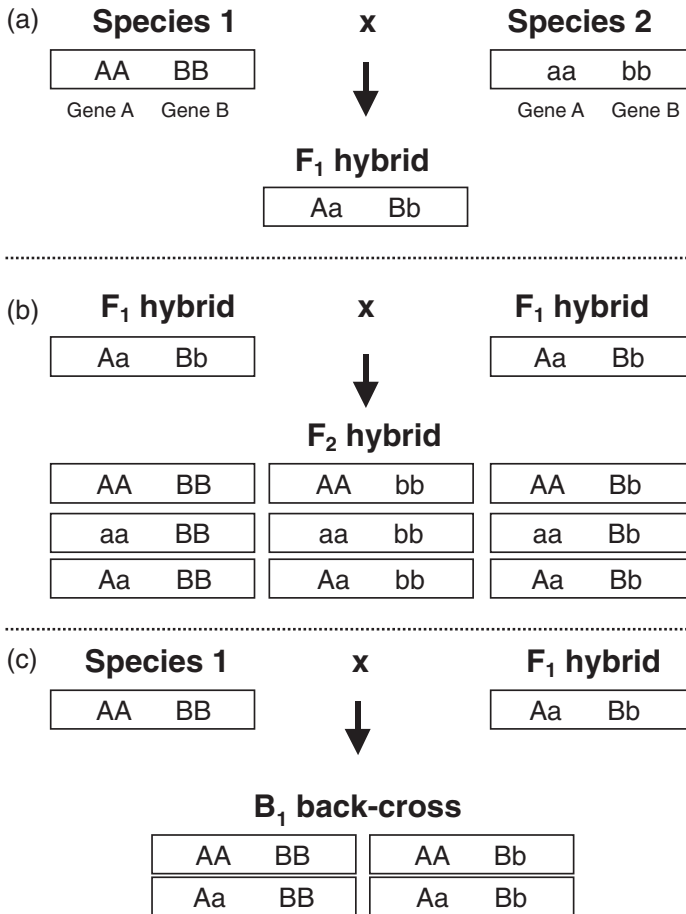 (a) Species 1 x Species 2
AA BB aa bb
Gene A Gene B Gene A Gene B
F₁ hybrid
Aa Bb
(b) F₁ hybrid x F₁ hybrid
Aa Bb Aa Bb
F₂ hybrid
AA BB AA bb AA Bb
aa BB aa bb aa Bb
Aa BB Aa bb Aa Bb
(c) Species 1 x F₁ hybrid
AA BB Aa Bb
B₁ back-cross
AA BB AA Bb
Aa BB Aa Bb